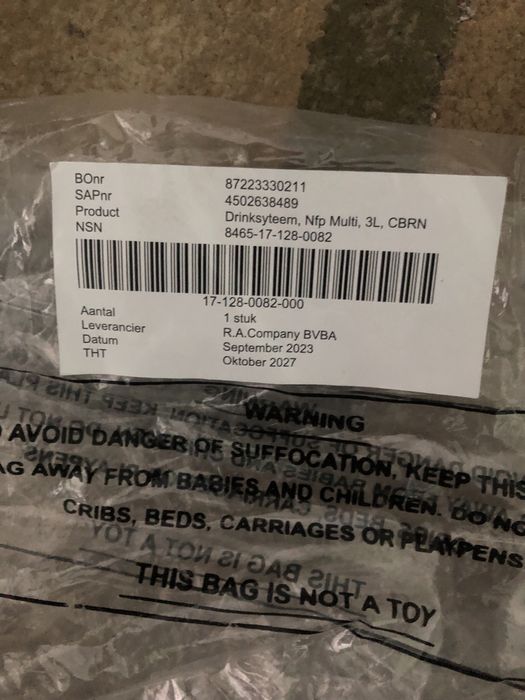 BOnr 87223330211
SAPnr 4502638489
Product Drinksyteem, Nfp Multi, 3L, CBRN
NSN 8465-17-128-0082
17-128-0082-000
Aantal 1 stuk
Leverancier R.A.Company BVBA
Datum September 2023
THT Oktober 2027
WARNING
AVOID DANGER OF SUFFOCATION, KEEP THIS
AWAY FROM BABIES AND CHILDREN. DO
CRIBS, BEDS, CARRIAGES OR PLAYPENS
THIS BAG IS NOT A TOY